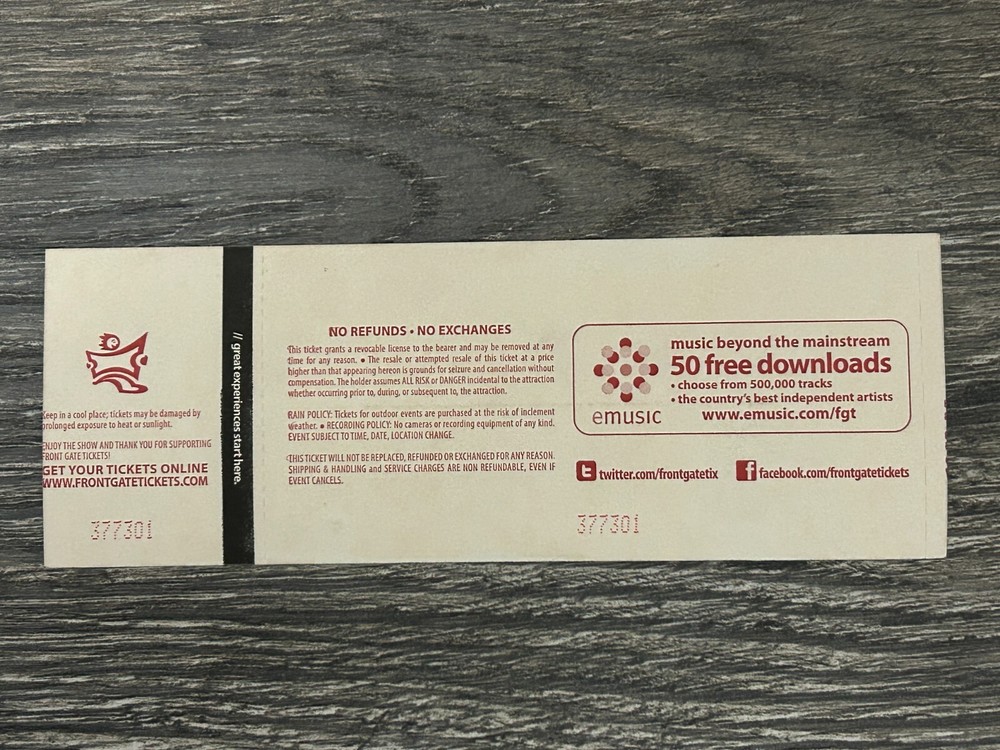 Keep in a cool place; tickets may be damaged by
prolonged exposure to heat or sunlight.
ENJOY THE SHOW AND THANK YOU FOR SUPPORTING
FRONT GATE TICKETS!
GET YOUR TICKETS ONLINE
WWW.FRONTGATETICKETS.COM
377301
// great experiences start here.
NO REFUNDS • NO EXCHANGES
This ticket grants a revocable license to the bearer and may be removed at any
time for any reason. • The resale or attempted resale of this ticket at a price
higher than that appearing hereon is grounds for seizure and cancellation without
compensation. The holder assumes ALL RISK or DANGER incidental to the attraction
whether occurring prior to, during, or subsequent to, the attraction.
RAIN POLICY: Tickets for outdoor events are purchased at the risk of inclement
weather. • RECORDING POLICY: No cameras or recording equipment of any kind.
EVENT SUBJECT TO TIME, DATE, LOCATION CHANGE.
THIS TICKET WILL NOT BE REPLACED, REFUNDED OR EXCHANGED FOR ANY REASON.
SHIPPING & HANDLING and SERVICE CHARGES ARE NON REFUNDABLE, EVEN IF
EVENT CANCELS.
emusic
music beyond the mainstream
50 free downloads
• choose from 500,000 tracks
• the country's best independent artists
www.emusic.com/fgt
t twitter.com/frontgatetix
f facebook.com/frontgatetickets
377301